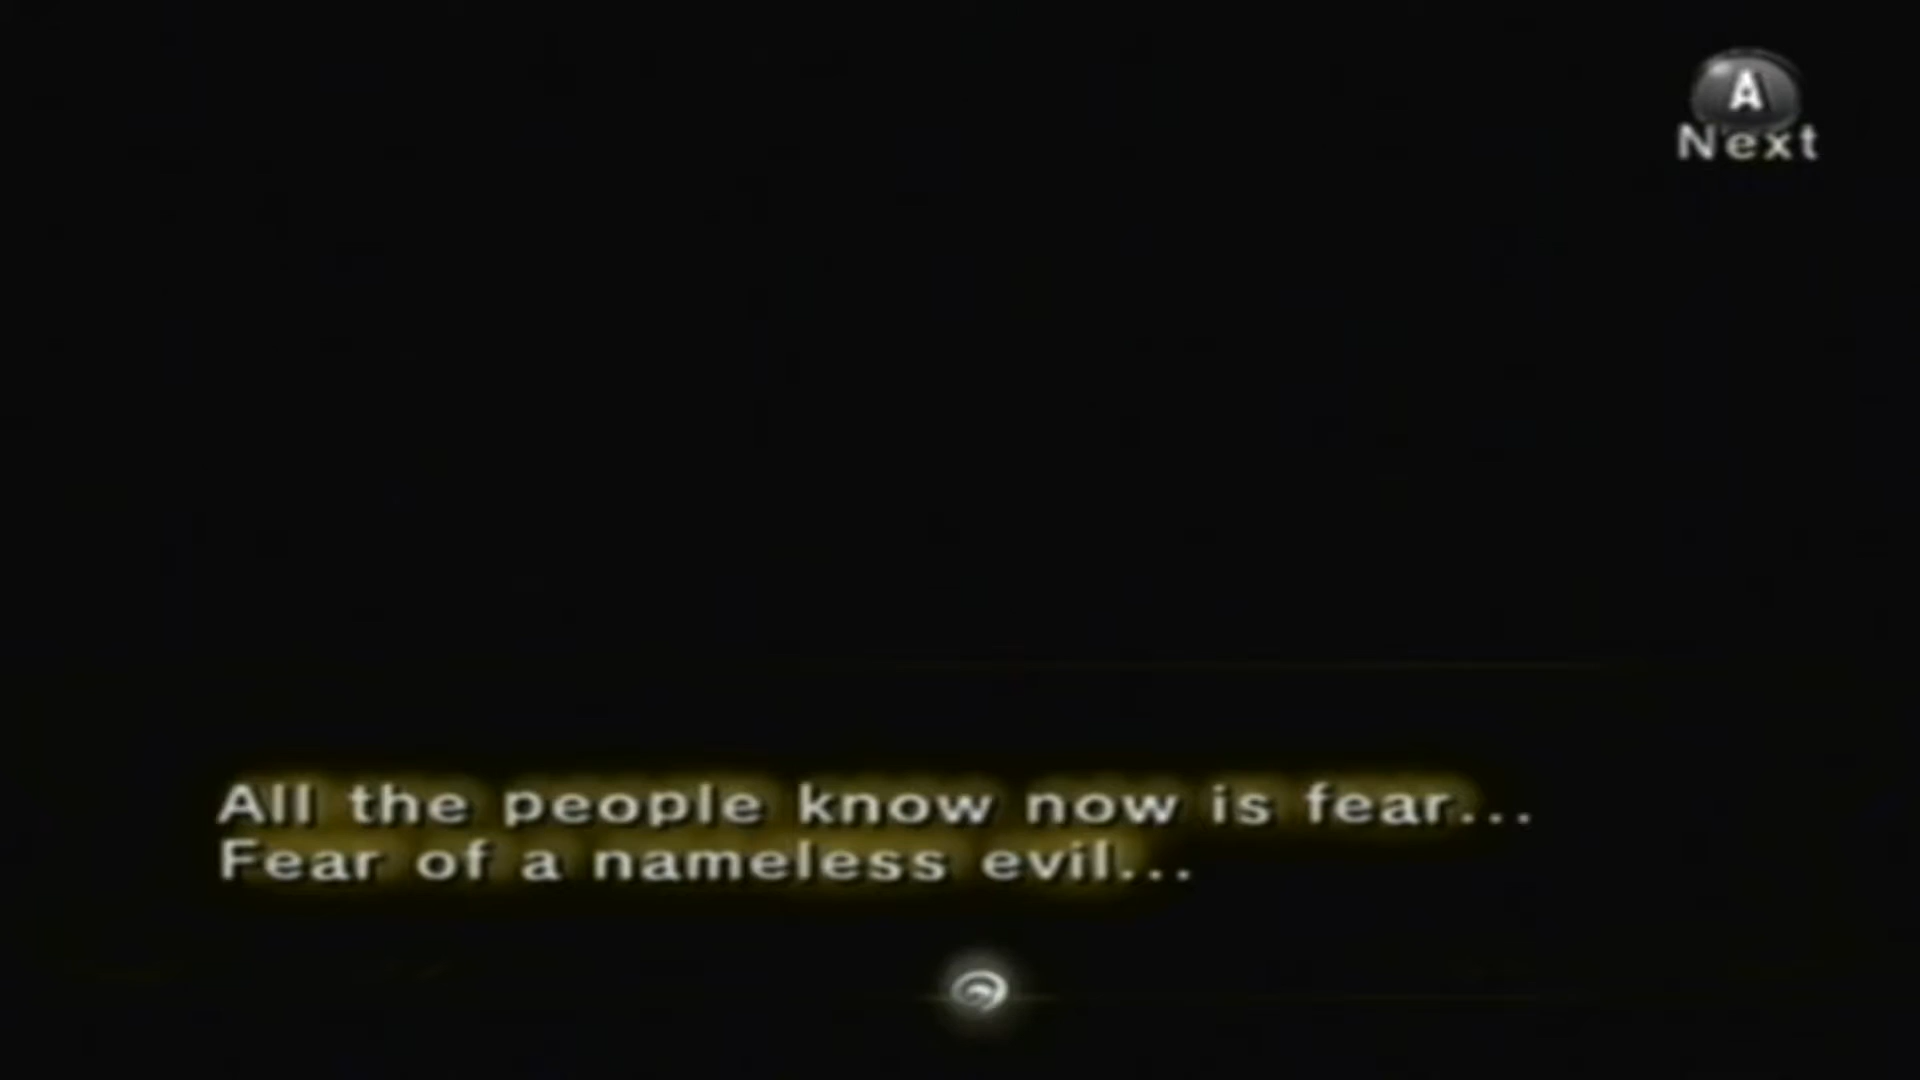 A
Next
All the people know now is fear...
Fear of a nameless evil...